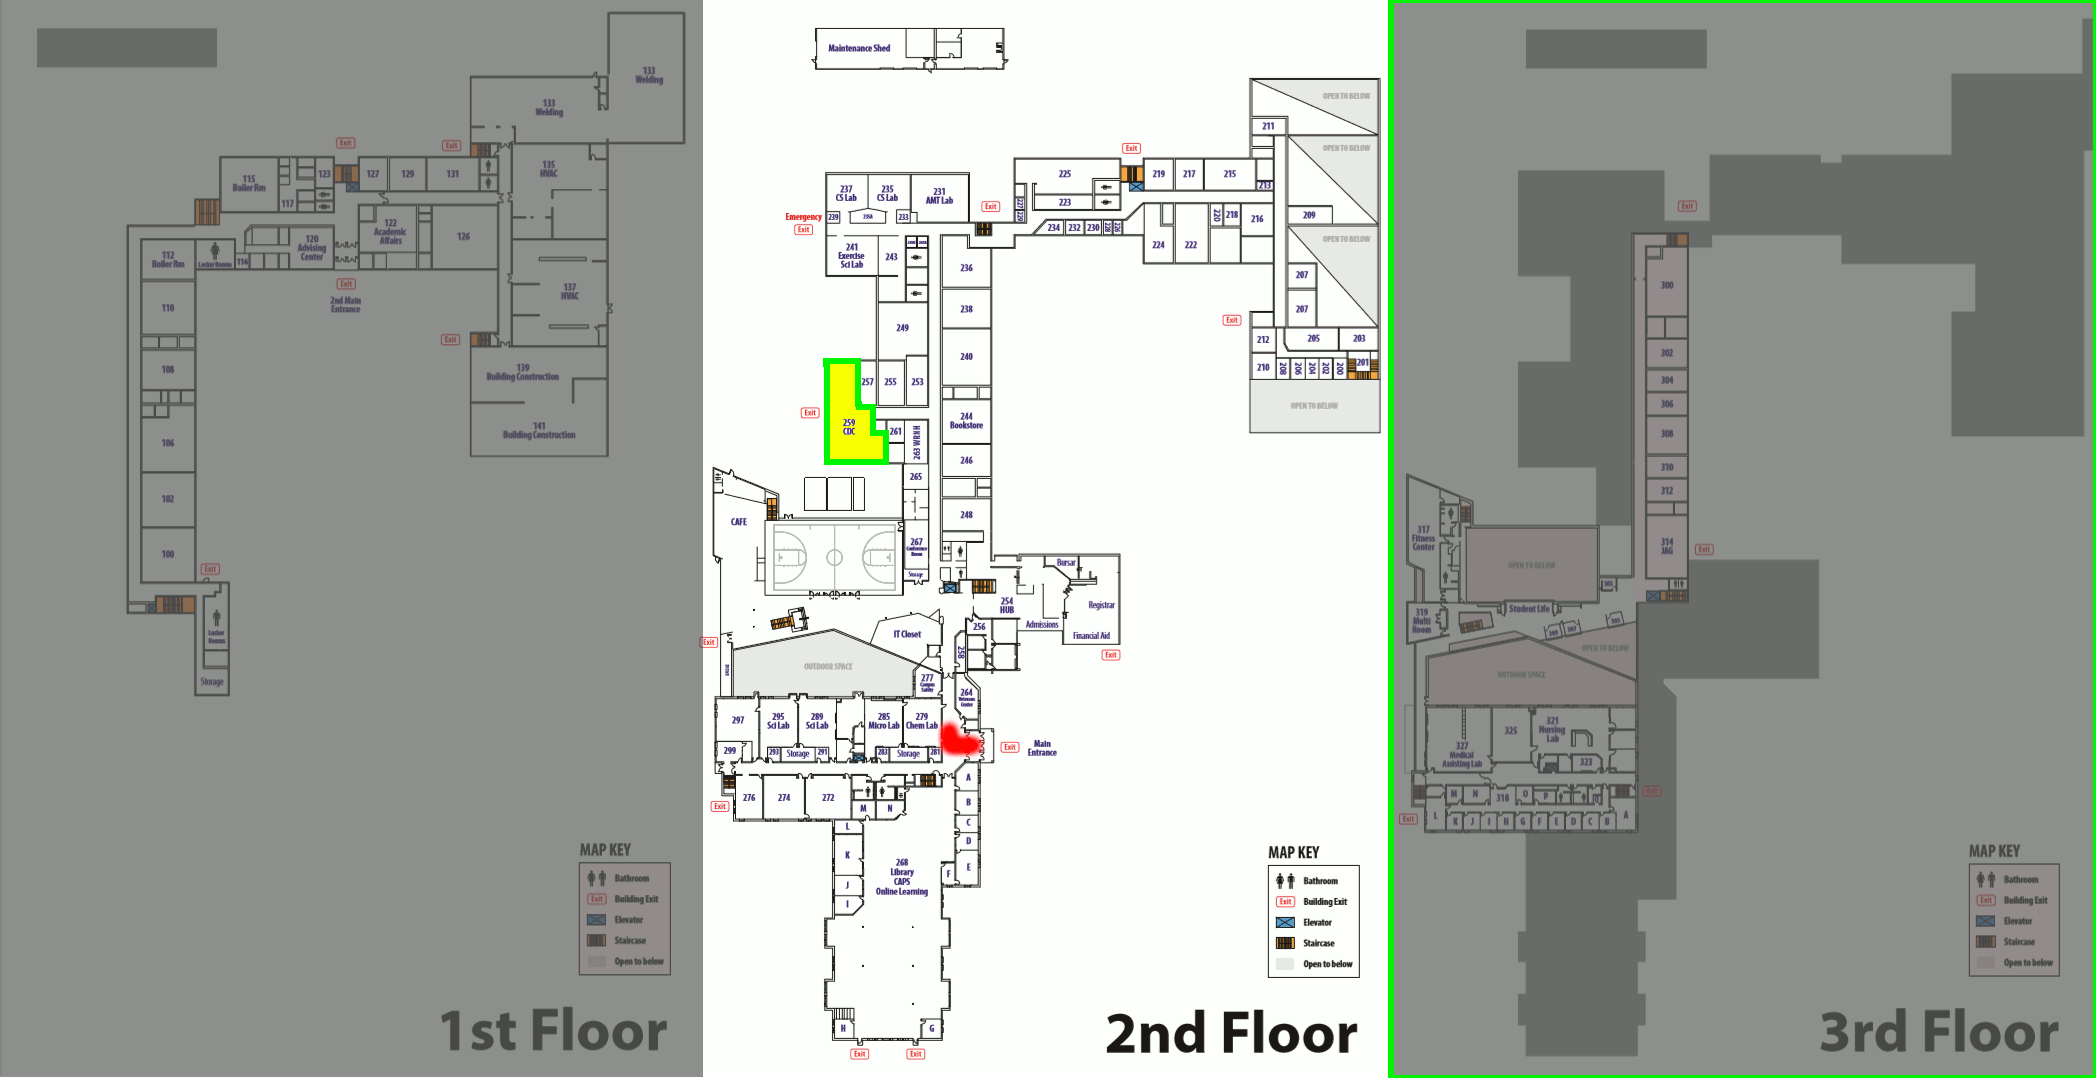 133
Welding
133
Welding
Exit
Exit
115
Boiler Rm
123
127
129
131
135
HVAC
117
122
Academic
Affairs
120
Advising
Center
126
112
Boiler Rm
Locker Rooms
116
Exit
2nd Main
Entrance
137
HVAC
110
Exit
108
139
Building Construction
106
141
Building Construction
102
100
Exit
Locker
Rooms
Storage
MAP KEY
Bathroom
Exit
Building Exit
Elevator
Staircase
Open to below
1st Floor
Maintenance Shed
OPEN TO BELOW
211
OPEN TO BELOW
Exit
225
219
217
215
213
237
CS Lab
235
CS Lab
231
AMT Lab
227
229
223
Emergency
Exit
239
235A
233
Exit
220
218
216
209
234
232
230
228
226
224
222
241
Exercise
Sci Lab
243
OPEN TO BELOW
236
207
238
207
249
Exit
212
205
203
240
257
255
253
210
208
206
204
202
200
201
Exit
259
CDC
261
263 WRNH
244
Bookstore
OPEN TO BELOW
246
265
CAFE
248
267
Conference
Room
Storage
Bursar
254
HUB
Registrar
Admissions
Financial Aid
Exit
IT Closet
256
258
Exit
OUTDOOR SPACE
277
Campus
Safety
264
Veterans
Center
297
295
Sci Lab
289
Sci Lab
285
Micro Lab
279
Chem Lab
299
293
Storage
291
283
Storage
281
Exit
Main
Entrance
276
274
272
M
N
A
B
C
D
E
F
Exit
L
K
J
I
268
Library
CAPS
Online Learning
H
G
Exit
Exit
MAP KEY
Bathroom
Exit
Building Exit
Elevator
Staircase
Open to below
2nd Floor
Exit
300
302
304
306
308
310
312
314
JAG
Exit
317
Fitness
Center
OPEN TO BELOW
303
Student Life
319
Multi
Room
309
307
305
OPEN TO BELOW
OUTDOOR SPACE
327
Medical
Assisting Lab
325
321
Nursing
Lab
323
M
N
318
O
P
Exit
Exit
L
K
J
I
H
G
F
E
D
C
B
A
MAP KEY
Bathroom
Exit
Building Exit
Elevator
Staircase
Open to below
3rd Floor